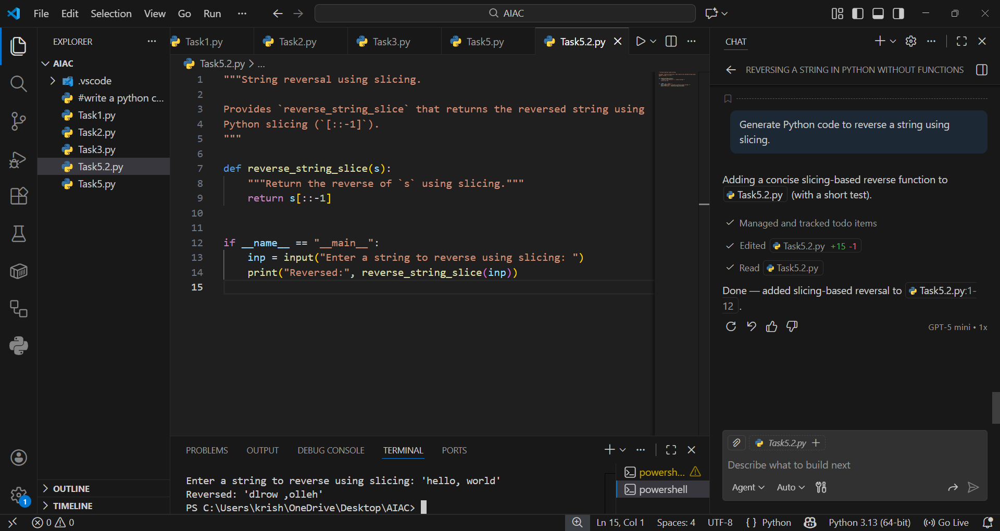 File Edit Selection View Go Run ···
AIAC
EXPLORER ···
AIAC
.vscode
#write a python c...
Task1.py
Task2.py
Task3.py
Task5.2.py
Task5.py
OUTLINE
TIMELINE
Task1.py Task2.py Task3.py Task5.py Task5.2.py
Task5.2.py > ...
1 """String reversal using slicing.
2
3 Provides `reverse_string_slice` that returns the reversed string using
4 Python slicing (`[::-1]`).
5 """
6
7 def reverse_string_slice(s):
8 """Return the reverse of `s` using slicing."""
9 return s[::-1]
10
11
12 if __name__ == "__main__":
13 inp = input("Enter a string to reverse using slicing: ")
14 print("Reversed:", reverse_string_slice(inp))
15
PROBLEMS OUTPUT DEBUG CONSOLE TERMINAL PORTS
Enter a string to reverse using slicing: 'hello, world'
Reversed: 'dlrow ,olleh'
PS C:\Users\krish\OneDrive\Desktop\AIAC>
powersh...
powershell
CHAT
REVERSING A STRING IN PYTHON WITHOUT FUNCTIONS
Generate Python code to reverse a string using
slicing.
Adding a concise slicing-based reverse function to
Task5.2.py (with a short test).
Managed and tracked todo items
Edited Task5.2.py +15 -1
Read Task5.2.py
Done — added slicing-based reversal to Task5.2.py:1-
12 .
GPT-5 mini • 1x
Task5.2.py
Describe what to build next
Agent Auto
1
0 0
Ln 15, Col 1 Spaces: 4 UTF-8 { } Python Python 3.13 (64-bit) Go Live